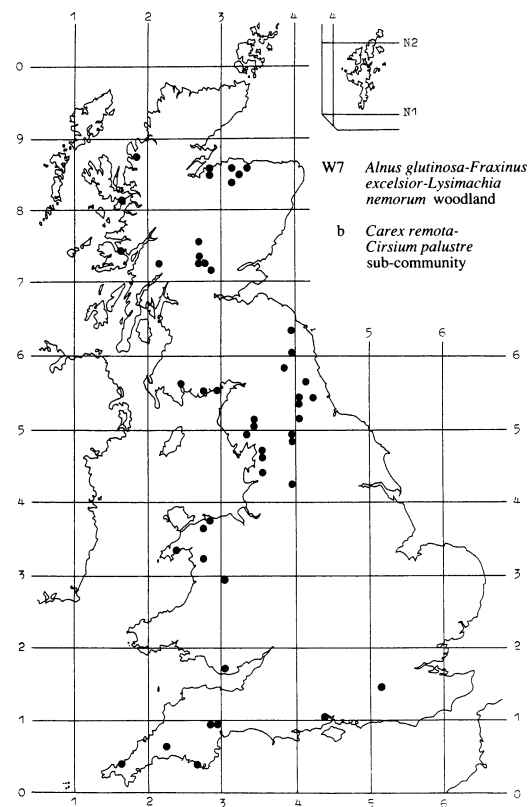 1 2 3 4
0
9
8
7
6
5
4
3
2
1
0
N2
N1
W7 Alnus glutinosa-Fraxinus
excelsior-Lysimachia
nemorum woodland
b Carex remota-
Cirsium palustre
sub-community
5 6
6
5
4
3
2
1
0
1 2 3 4 5 6